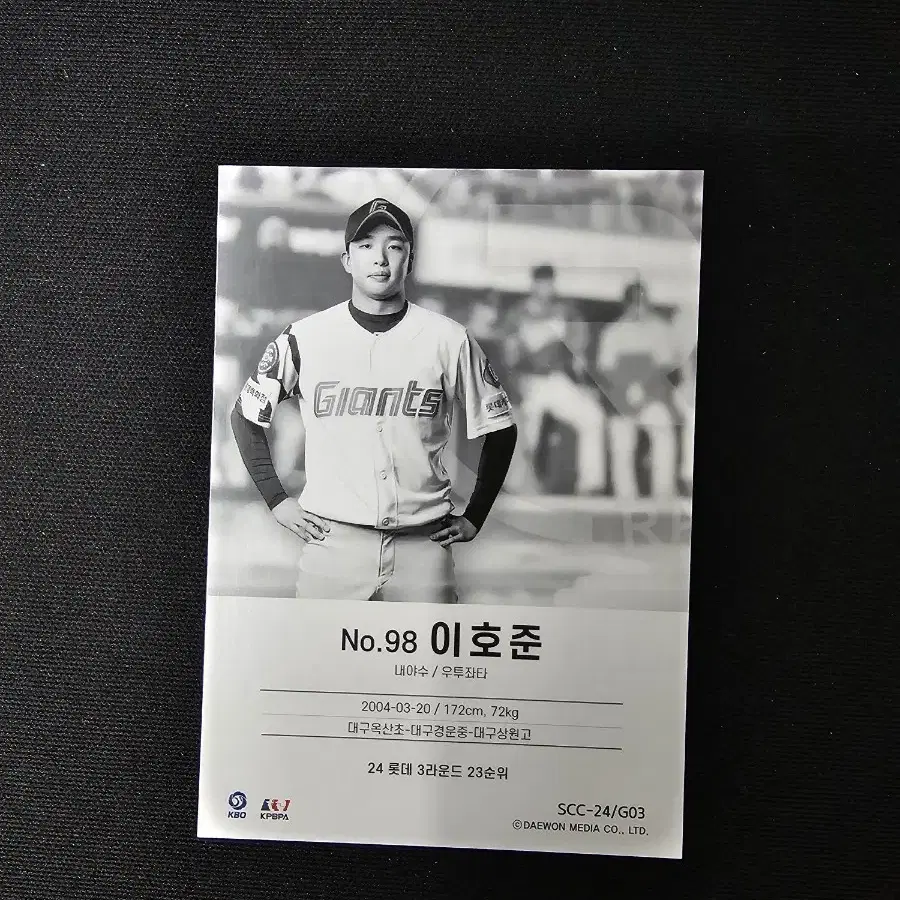 G
Giants
No.98 이호준
내야수 / 우투좌타
2004-03-20 / 172cm, 72kg
대구옥산초-대구경운중-대구상원고
24 롯데 3라운드 23순위
KBO
KPBPA
SCC-24/G03
©DAEWON MEDIA CO., LTD.